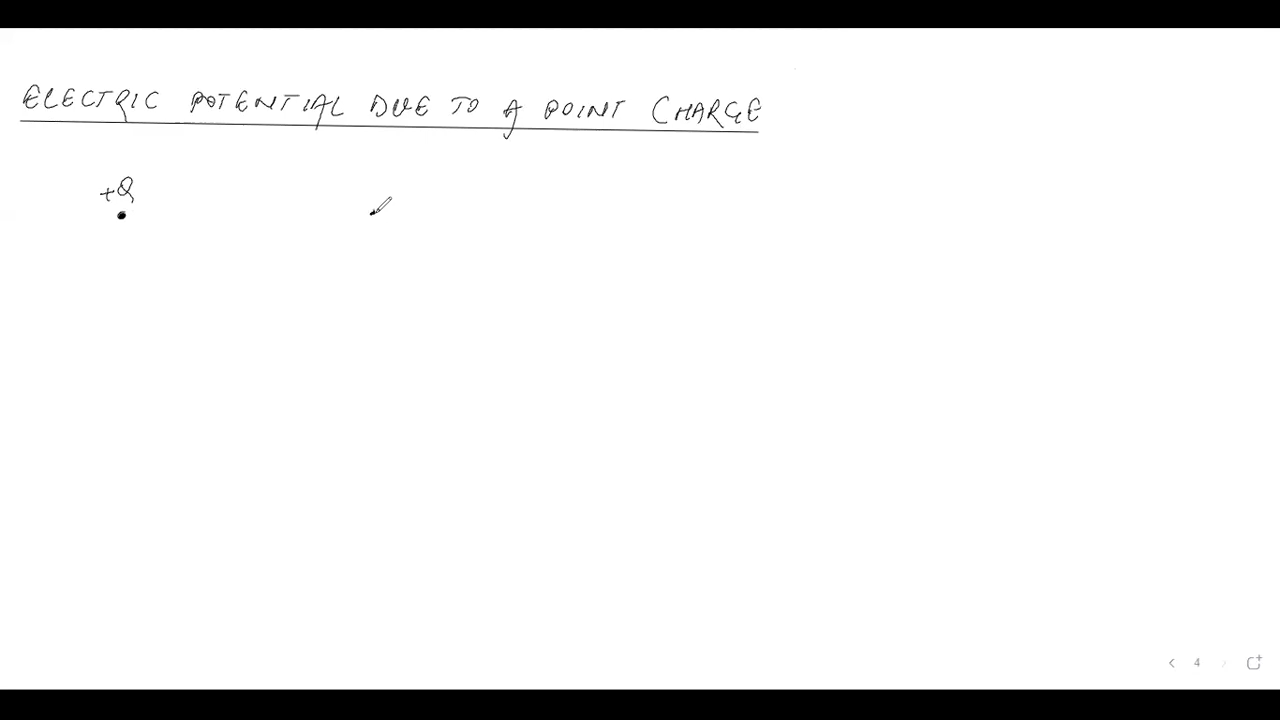 ELECTRIC POTENTIAL DUE TO A POINT CHARGE
+Q
4